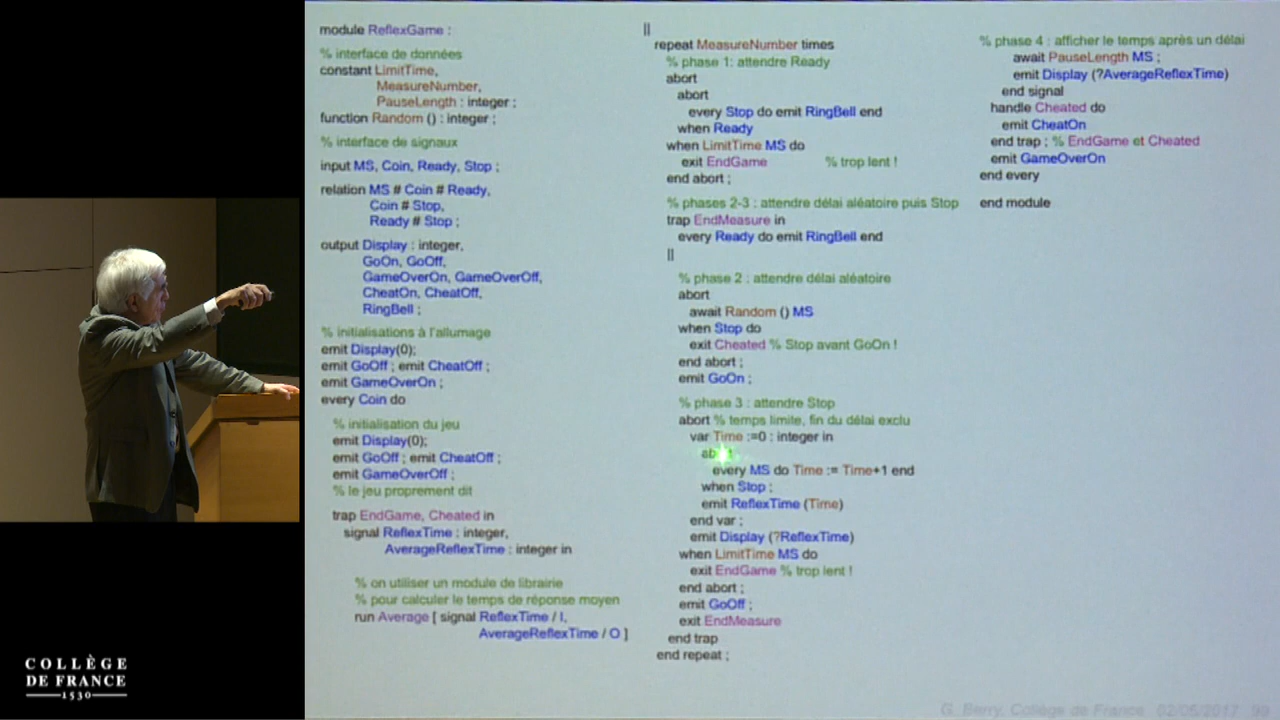 module ReflexGame :
% interface de données
constant LimitTime,
MeasureNumber,
PauseLength : integer ;
function Random () : integer ;
% interface de signaux
input MS, Coin, Ready, Stop ;
relation MS # Coin # Ready,
Coin # Stop,
Ready # Stop ;
output Display : integer,
GoOn, GoOff,
GameOverOn, GameOverOff,
CheatOn, CheatOff,
RingBell ;
% initialisations à l'allumage
emit Display(0);
emit GoOff ; emit CheatOff ;
emit GameOverOn ;
every Coin do
% initialisation du jeu
emit Display(0);
emit GoOff ; emit CheatOff ;
emit GameOverOff ;
% le jeu proprement dit
trap EndGame, Cheated in
signal ReflexTime : integer,
AverageReflexTime : integer in
% on utiliser un module de librairie
% pour calculer le temps de réponse moyen
run Average [ signal ReflexTime / I,
AverageReflexTime / O ]
||
repeat MeasureNumber times
% phase 1: attendre Ready
abort
abort
every Stop do emit RingBell end
when Ready
when LimitTime MS do
exit EndGame % trop lent !
end abort ;
% phases 2-3 : attendre délai aléatoire puis Stop
trap EndMeasure in
every Ready do emit RingBell end
||
% phase 2 : attendre délai aléatoire
abort
await Random () MS
when Stop do
exit Cheated % Stop avant GoOn !
end abort ;
emit GoOn ;
% phase 3 : attendre Stop
abort % temps limite, fin du délai exclu
var Time :=0 : integer in
abort
every MS do Time := Time+1 end
when Stop ;
emit ReflexTime (Time)
end var ;
emit Display (?ReflexTime)
when LimitTime MS do
exit EndGame % trop lent !
end abort ;
emit GoOff ;
exit EndMeasure
end trap
end repeat ;
% phase 4 : afficher le temps après un délai
await PauseLength MS ;
emit Display (?AverageReflexTime)
end signal
handle Cheated do
emit CheatOn
end trap ; % EndGame et Cheated
emit GameOverOn
end every
end module
COLLÈGE
DE FRANCE
1530
G. Berry, Collège de France 02/05/2017 99